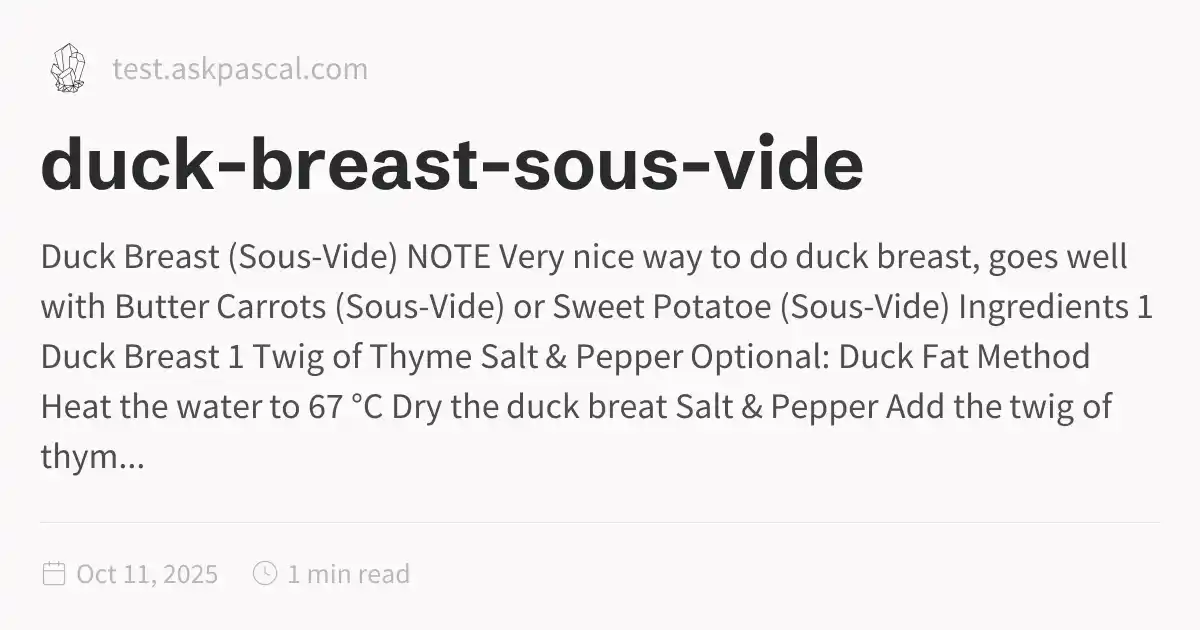 test.askpascal.com
duck-breast-sous-vide
Duck Breast (Sous-Vide) NOTE Very nice way to do duck breast, goes well
with Butter Carrots (Sous-Vide) or Sweet Potatoe (Sous-Vide) Ingredients 1
Duck Breast 1 Twig of Thyme Salt & Pepper Optional: Duck Fat Method
Heat the water to 67 °C Dry the duck breat Salt & Pepper Add the twig of
thym...
Oct 11, 2025 1 min read